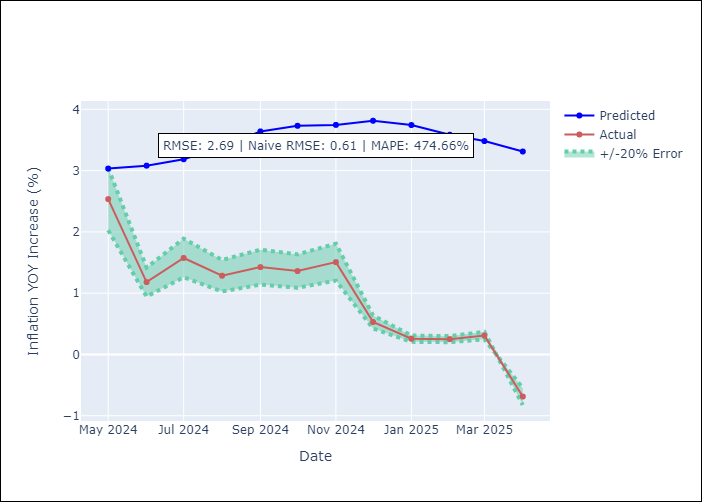 Predicted
Actual
+/-20% Error
RMSE: 2.69 | Naive RMSE: 0.61 | MAPE: 474.66%
Inflation YOY Increase (%)
4
3
2
1
0
−1
May 2024 Jul 2024 Sep 2024 Nov 2024 Jan 2025 Mar 2025
Date